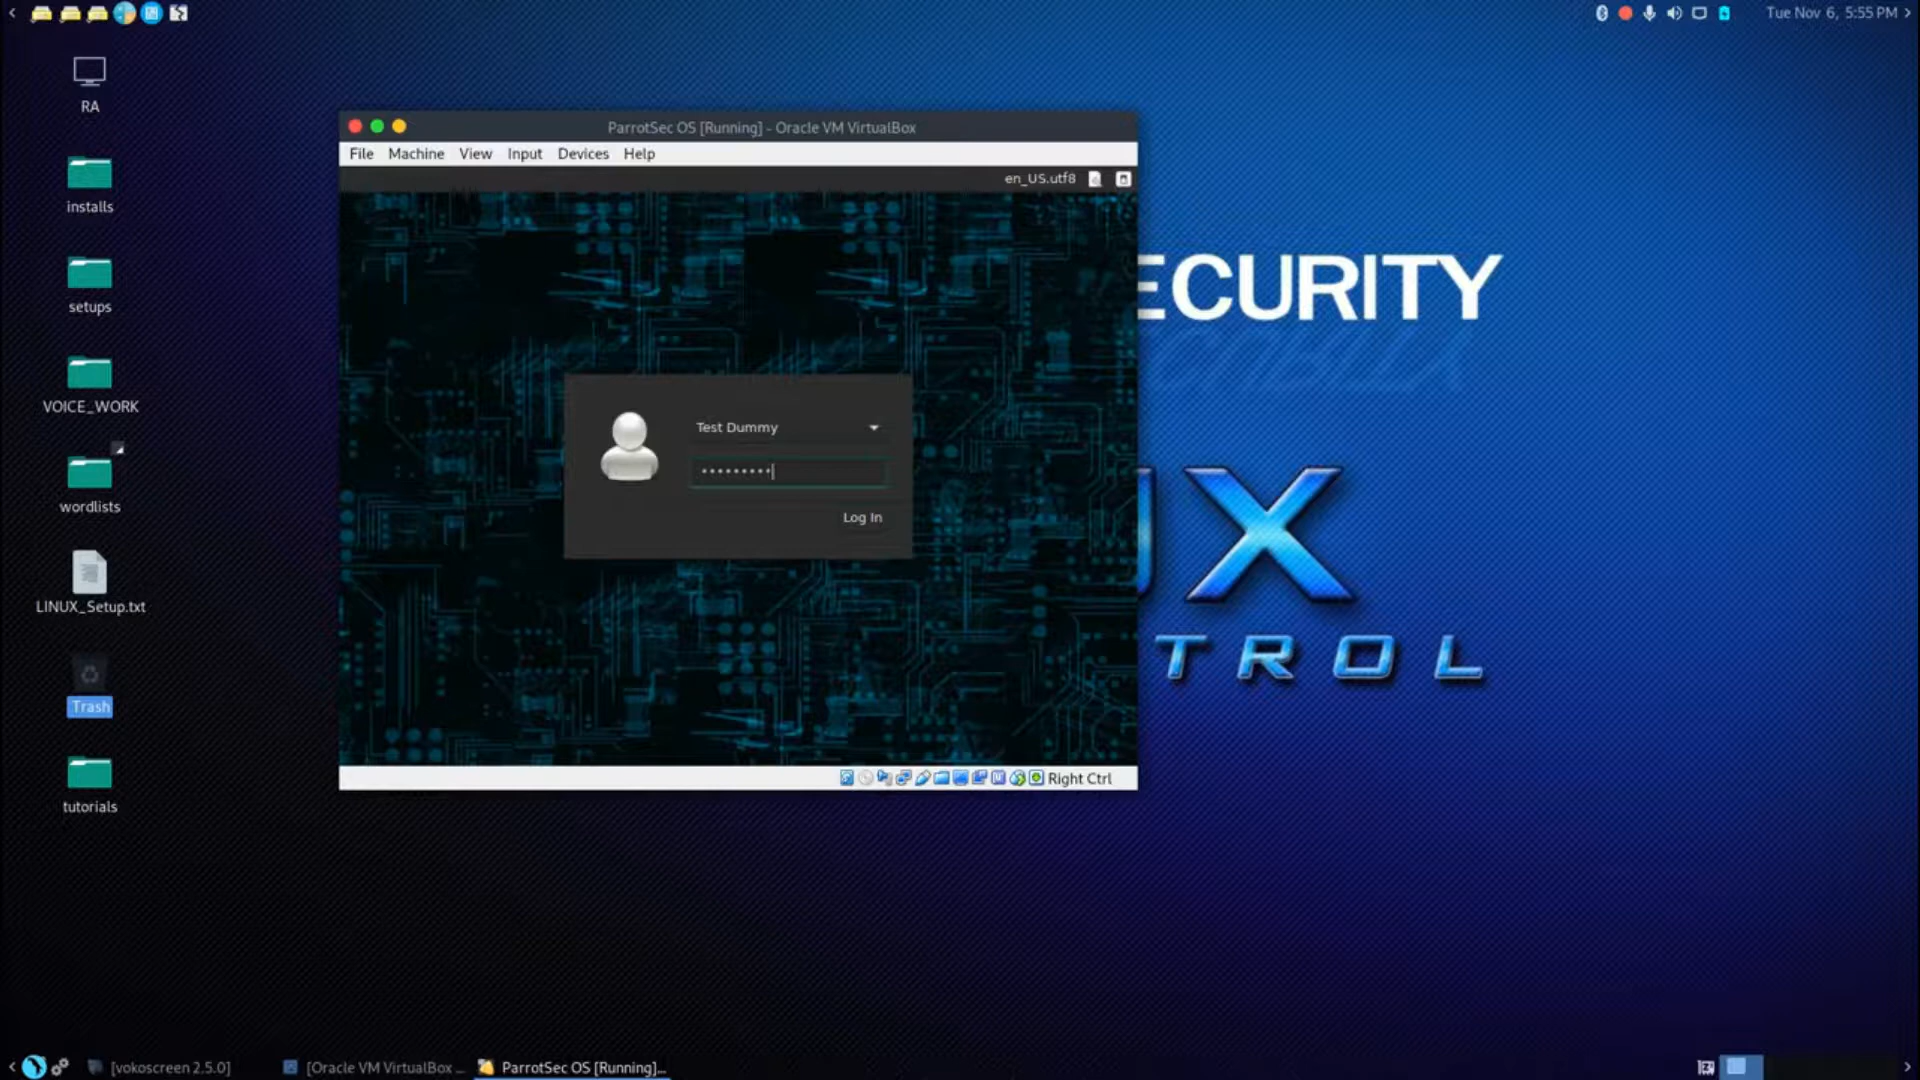 Tue Nov 6, 5:55 PM
RA
installs
setups
VOICE_WORK
wordlists
LINUX_Setup.txt
Trash
tutorials
ParrotSec OS [Running] - Oracle VM VirtualBox
File Machine View Input Devices Help
en_US.utf8
Test Dummy
•••••••••
Log In
Right Ctrl
ECURITY
UX
TROL
[vokoscreen 2.5.0]
[Oracle VM VirtualBox ...
ParrotSec OS [Running]...